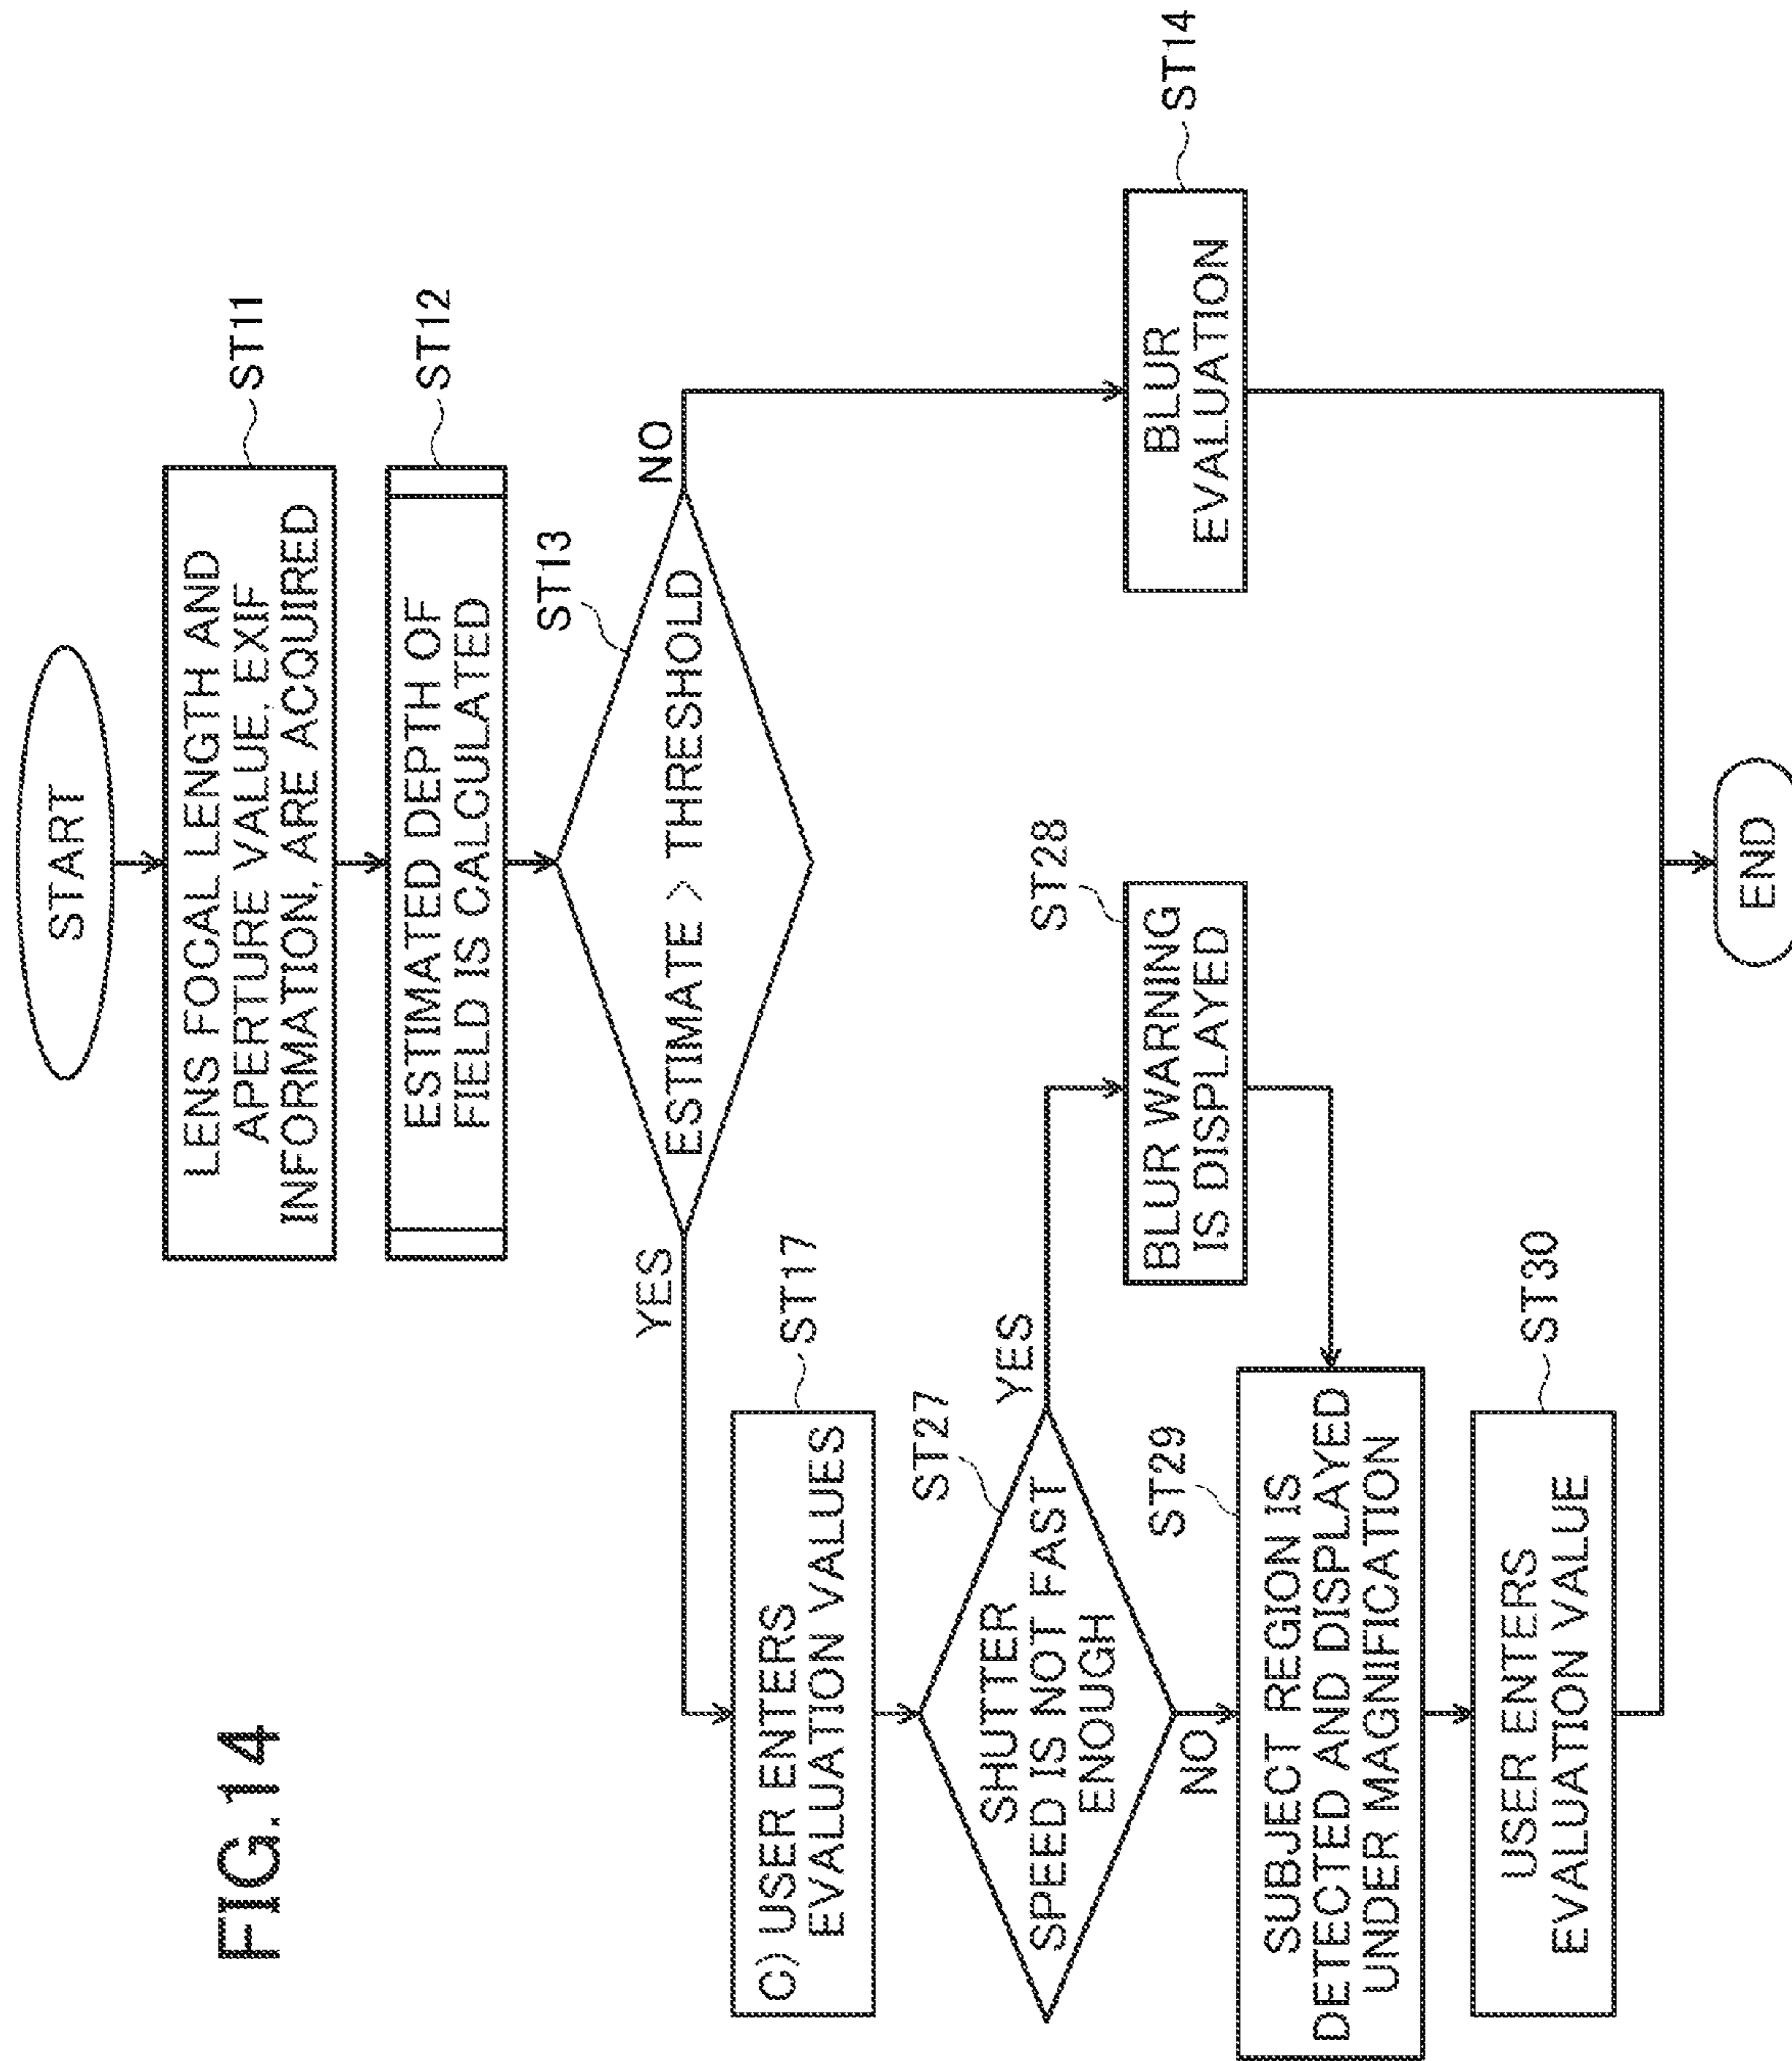 FIG.14
START
LENS FOCAL LENGTH AND
APERTURE VALUE, EXIF
INFORMATION, ARE ACQUIRED
ST11
ESTIMATED DEPTH OF
FIELD IS CALCULATED
ST12
ESTIMATE > THRESHOLD
ST13
YES
NO
C) USER ENTERS
EVALUATION VALUES
ST17
SHUTTER
SPEED IS NOT FAST
ENOUGH
ST27
YES
NO
BLUR WARNING
IS DISPLAYED
ST28
BLUR
EVALUATION
ST14
SUBJECT REGION IS
DETECTED AND DISPLAYED
UNDER MAGNIFICATION
ST29
USER ENTERS
EVALUATION VALUE
ST30
END